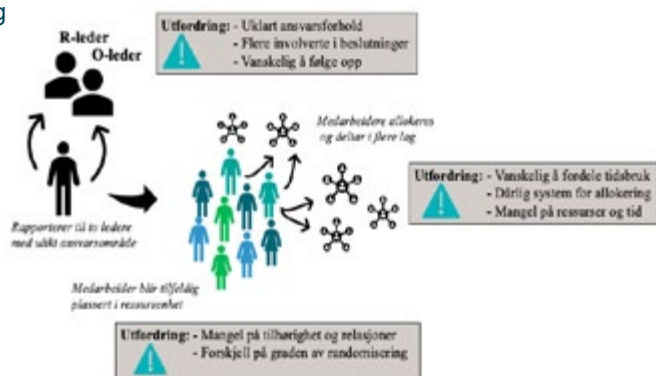 g
R-leder
O-leder
Utfordring: - Uklart ansvarsforhold
- Flere involverte i beslutninger
- Vanskelig å følge opp
Medarbeidere allokeres
og deltar i flere lag
Utfordring: - Vanskelig å fordele tidsbruk
- Dårlig system for allokering
- Mangel på ressurser og tid
Rapporterer til to ledere
med ulikt ansvarsområde
Medarbeider blir tilfeldig
plassert i ressursenhet
Utfordring: - Mangel på tilhørighet og relasjoner
- Forskjell på graden av randomisering